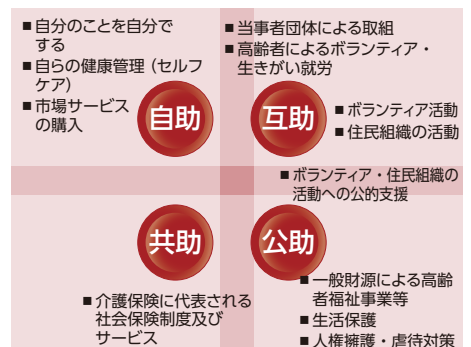 ■自分のことを自分で
する
■自らの健康管理（セルフ
ケア）
■市場サービス
の購入
自助
■当事者団体による取組
■高齢者によるボランティア・
生きがい就労
互助
■ボランティア活動
■住民組織の活動
■ボランティア・住民組織の
活動への公的支援
共助
■介護保険に代表される
社会保険制度及び
サービス
公助
■一般財源による高齢
者福祉事業等
■生活保護
■人権擁護・虐待対策